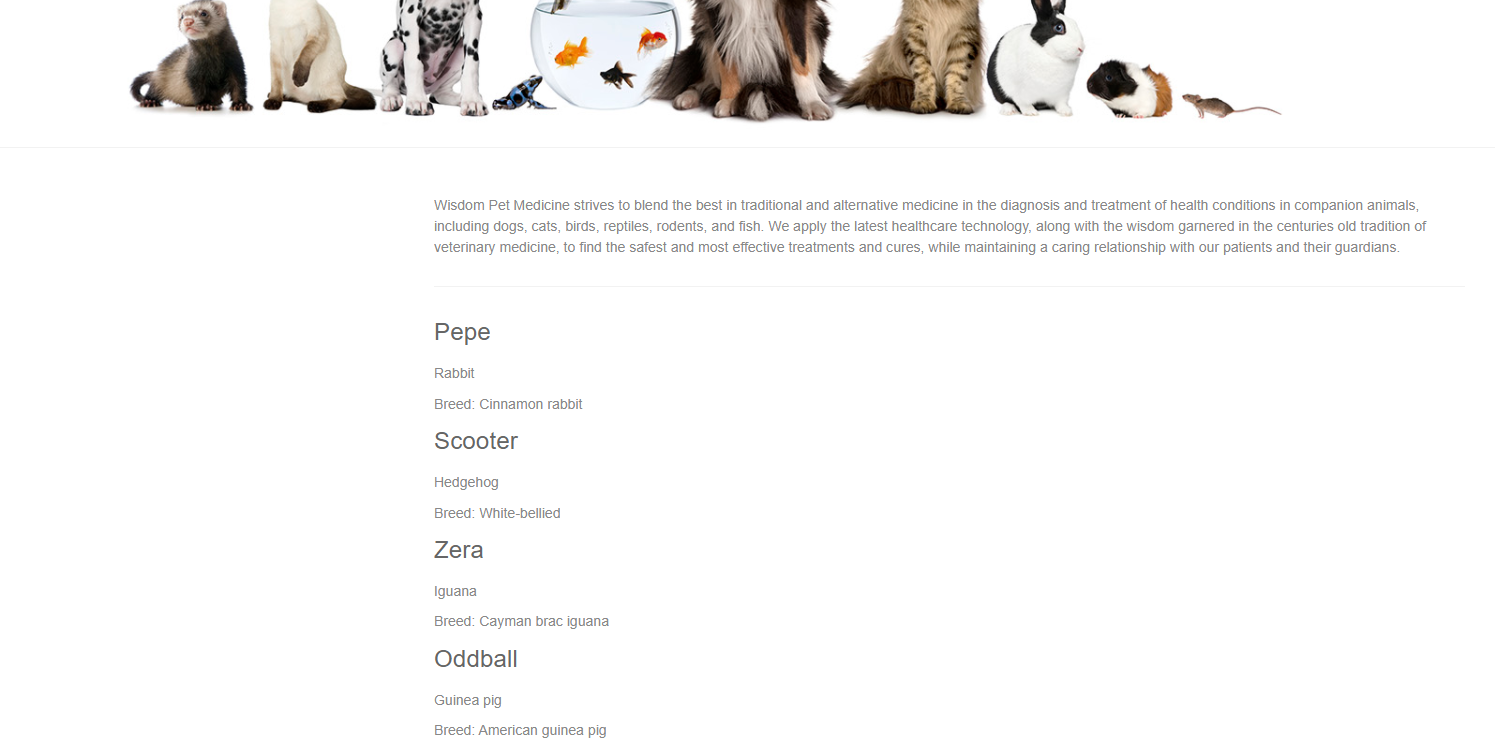 Wisdom Pet Medicine strives to blend the best in traditional and alternative medicine in the diagnosis and treatment of health conditions in companion animals,
including dogs, cats, birds, reptiles, rodents, and fish. We apply the latest healthcare technology, along with the wisdom garnered in the centuries old tradition of
veterinary medicine, to find the safest and most effective treatments and cures, while maintaining a caring relationship with our patients and their guardians.
Pepe
Rabbit
Breed: Cinnamon rabbit
Scooter
Hedgehog
Breed: White-bellied
Zera
Iguana
Breed: Cayman brac iguana
Oddball
Guinea pig
Breed: American guinea pig